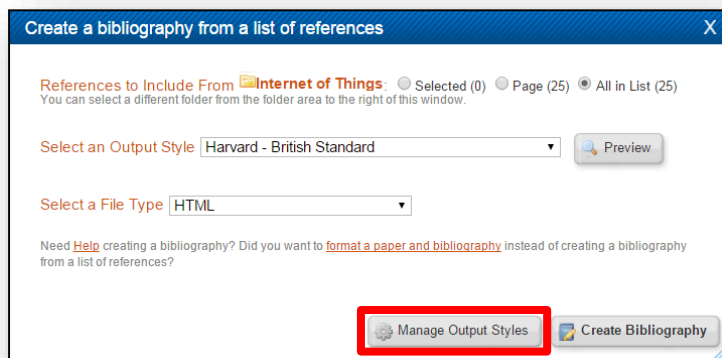 Create a bibliography from a list of references X
References to Include From Internet of Things: Selected (0) Page (25) All in List (25)
You can select a different folder from the folder area to the right of this window.
Select an Output Style Harvard - British Standard Preview
Select a File Type HTML
Need Help creating a bibliography? Did you want to format a paper and bibliography instead of creating a bibliography
from a list of references?
Manage Output Styles Create Bibliography